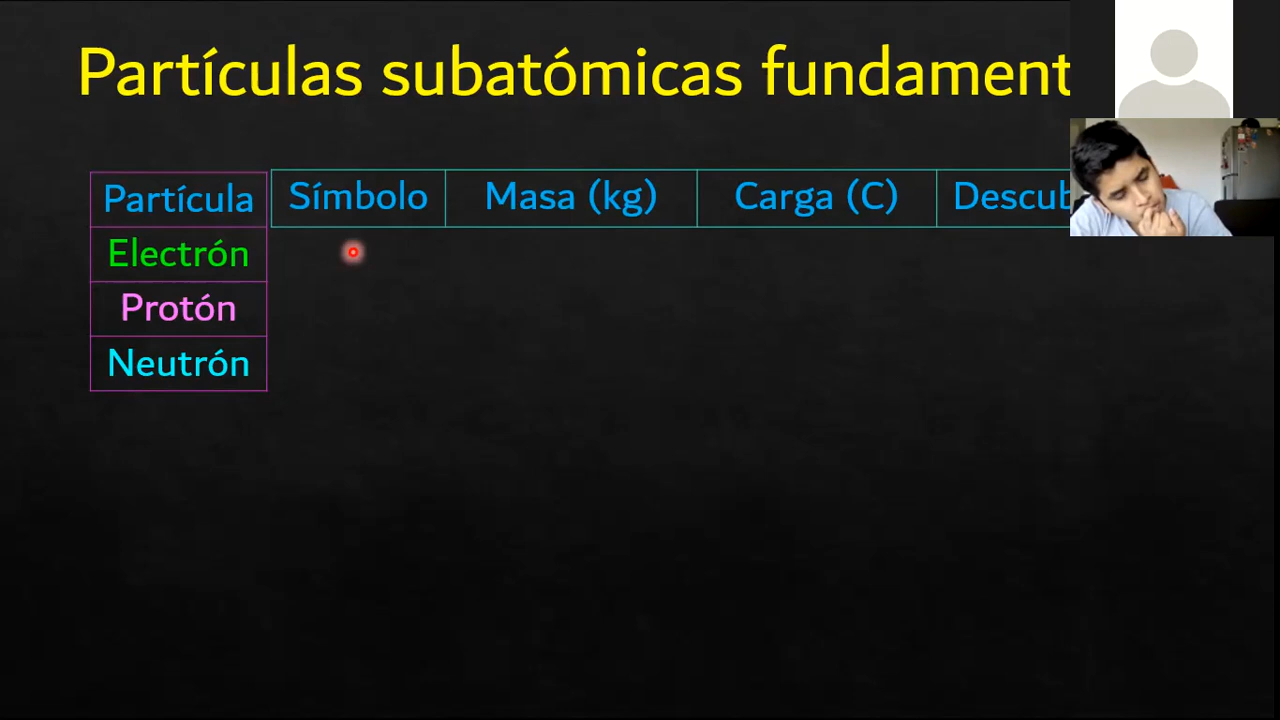 Partículas subatómicas fundament
Partícula Símbolo Masa (kg) Carga (C) Descub
Electrón
Protón
Neutrón